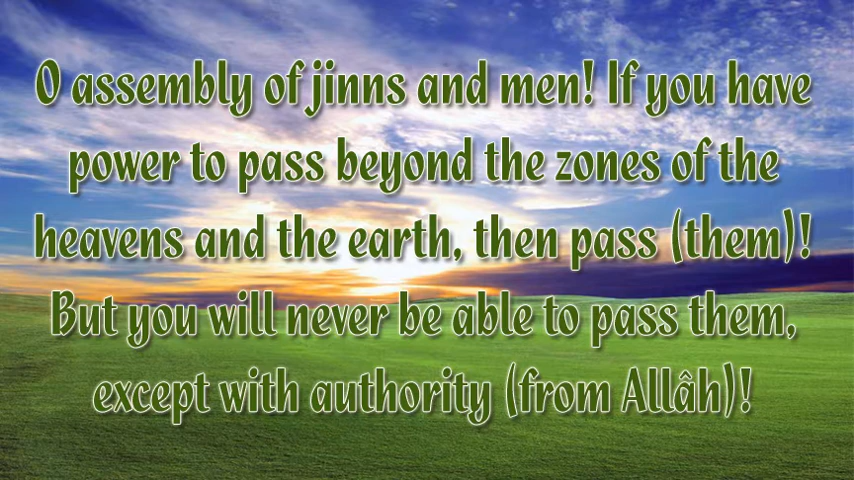 O assembly of jinns and men! If you have
power to pass beyond the zones of the
heavens and the earth, then pass (them)!
But you will never be able to pass them,
except with authority (from Allâh)!